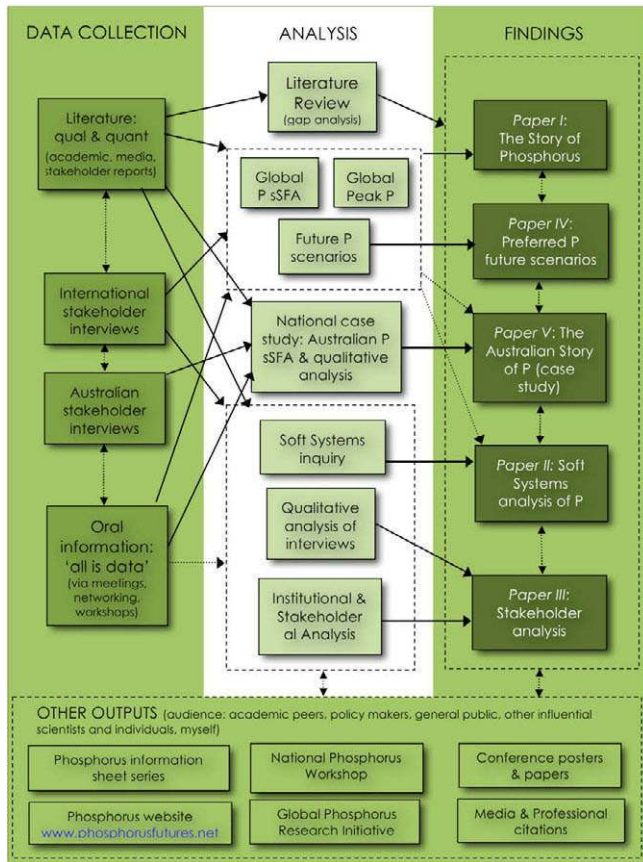 DATA COLLECTION
ANALYSIS
FINDINGS
Literature:
qual & quant
(academic, media,
stakeholder reports)
International
stakeholder
interviews
Australian
stakeholder
interviews
Oral
information:
'all is data'
(via meetings,
networking,
workshops)
Literature
Review
(gap analysis)
Global
P sSFA
Global
Peak P
Future P
scenarios
National case
study: Australian P
sSFA & qualitative
analysis
Soft Systems
inquiry
Qualitative
analysis of
interviews
Institutional &
Stakeholder
al Analysis
Paper I:
The Story of
Phosphorus
Paper IV:
Preferred P
future scenarios
Paper V: The
Australian Story
of P (case
study)
Paper II: Soft
Systems
analysis of P
Paper III:
Stakeholder
analysis
OTHER OUTPUTS (audience: academic peers, policy makers, general public, other influential
scientists and individuals, myself)
Phosphorus information
sheet series
National Phosphorus
Workshop
Conference posters
& papers
Phosphorus website
www.phosphorusfutures.net
Global Phosphorus
Research Initiative
Media & Professional
citations